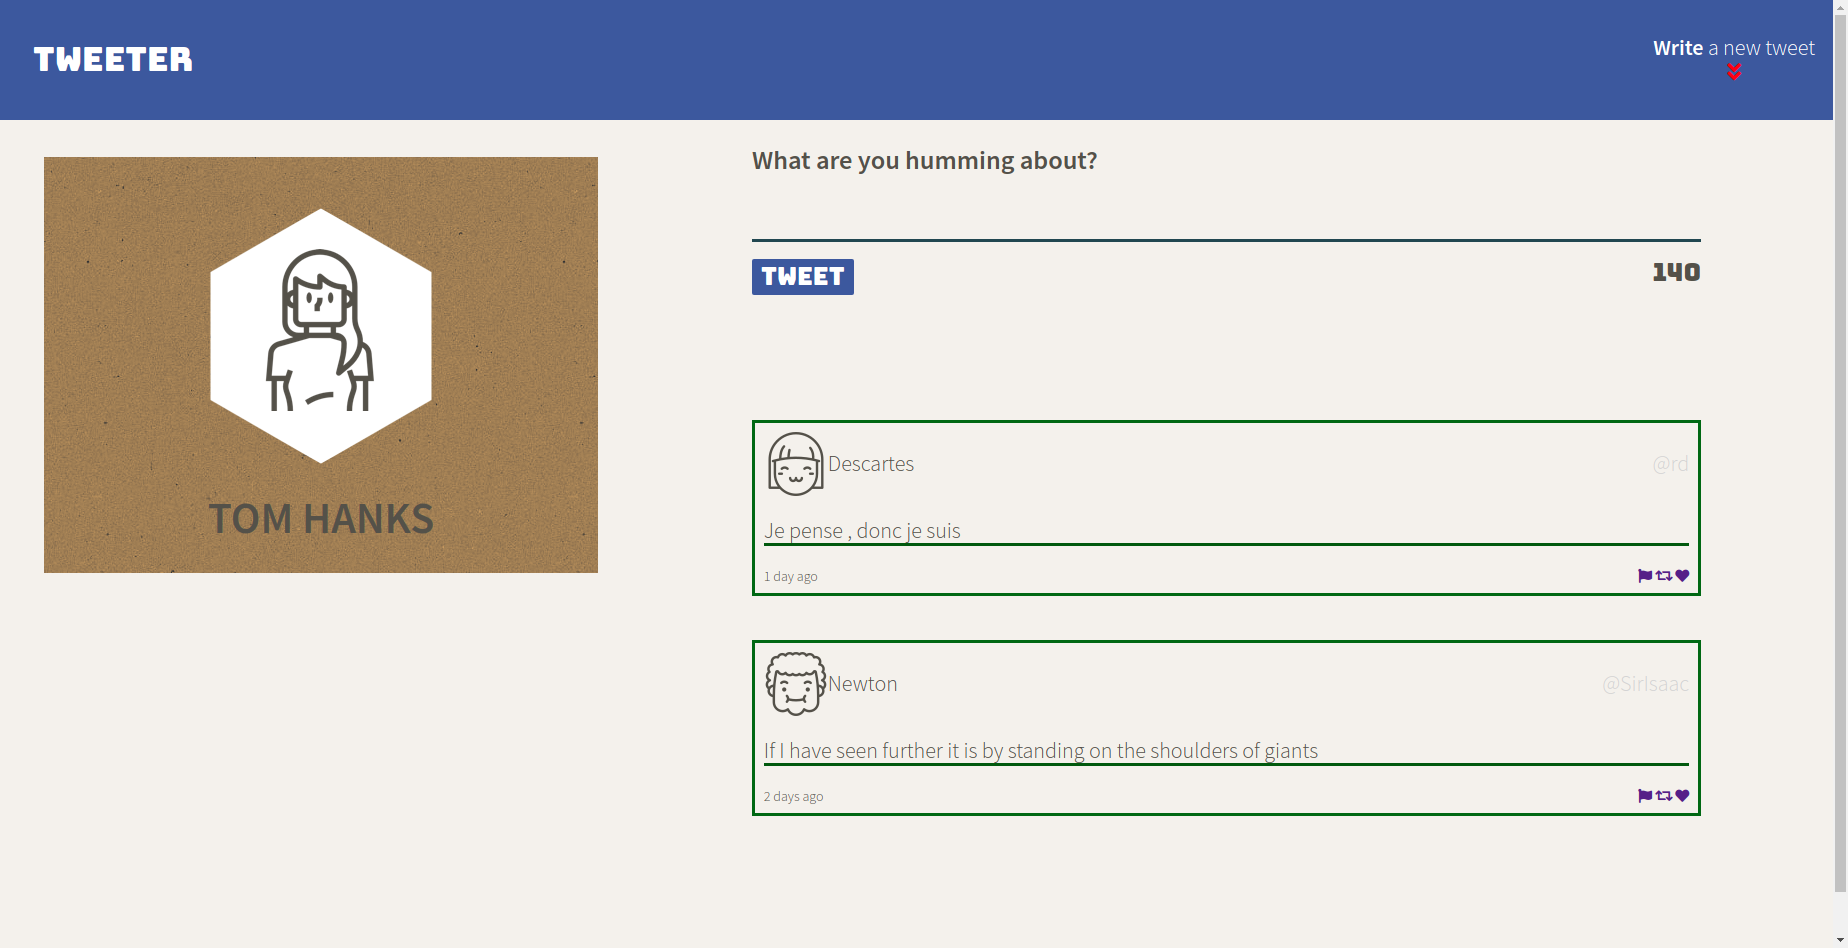 TWEETER
Write a new tweet
TOM HANKS
What are you humming about?
TWEET
140
Descartes
@rd
Je pense , donc je suis
1 day ago
Newton
@SirIsaac
If I have seen further it is by standing on the shoulders of giants
2 days ago